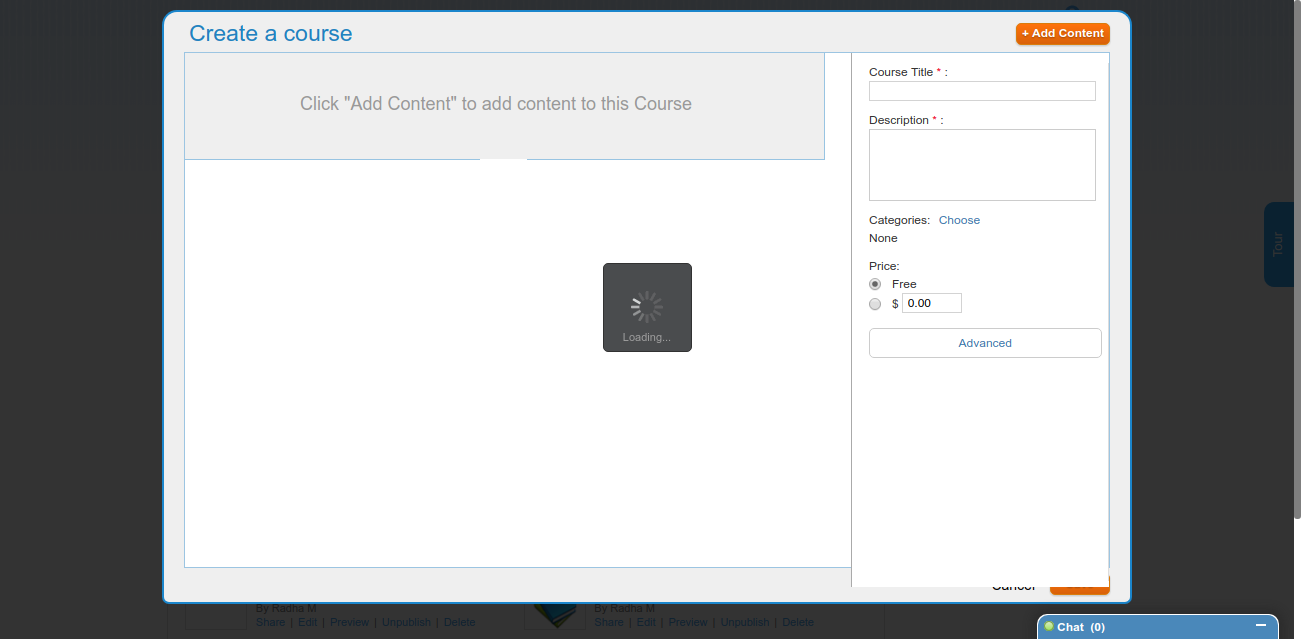 Create a course
+ Add Content
Click "Add Content" to add content to this Course
Course Title * :
Description * :
Categories: Choose
None
Price:
Free
$ 0.00
Advanced
Loading...
Tour
Cancel
By Radha M
Share | Edit | Preview | Unpublish | Delete
By Radha M
Share | Edit | Preview | Unpublish | Delete
Chat (0)